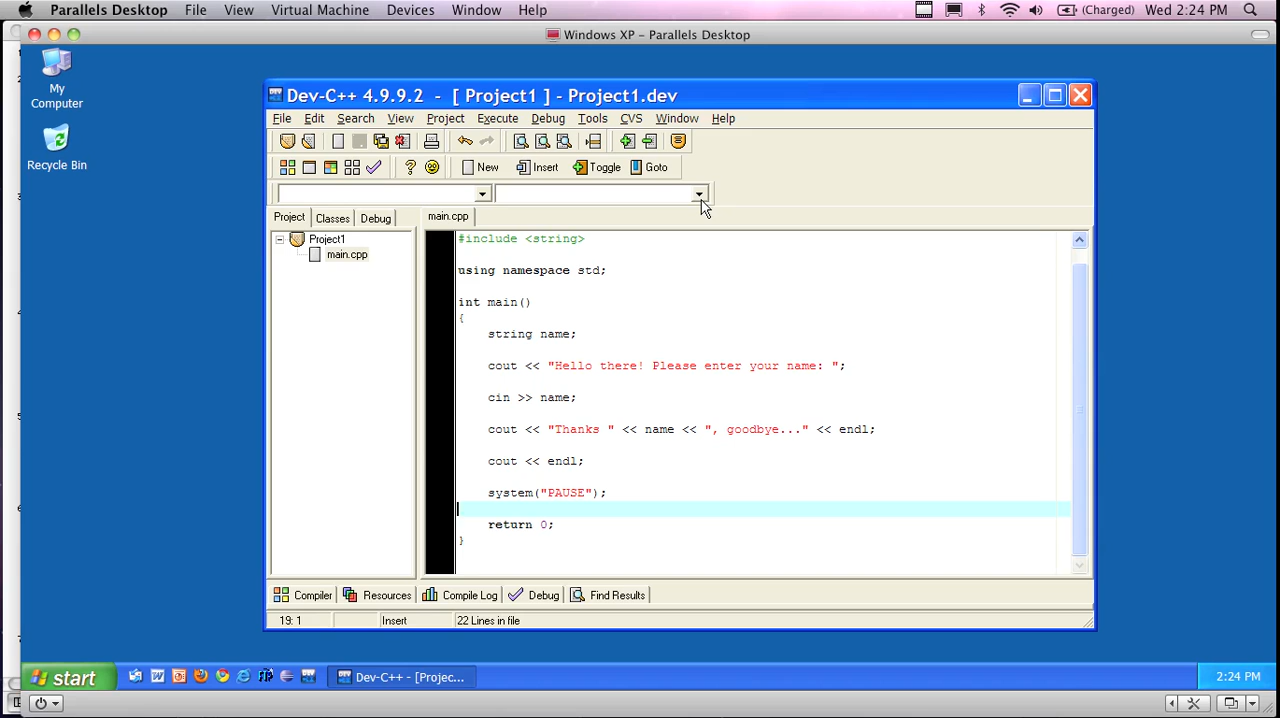 Parallels Desktop File View Virtual Machine Devices Window Help (Charged) Wed 2:24 PM
Windows XP - Parallels Desktop
My Computer
Recycle Bin
Dev-C++ 4.9.9.2 - [ Project1 ] - Project1.dev
File Edit Search View Project Execute Debug Tools CVS Window Help
New Insert Toggle Goto
Project Classes Debug main.cpp
Project1
main.cpp
#include <string>
using namespace std;
int main()
{
string name;
cout << "Hello there! Please enter your name: ";
cin >> name;
cout << "Thanks " << name << ", goodbye..." << endl;
cout << endl;
system("PAUSE");
return 0;
}
Compiler Resources Compile Log Debug Find Results
19: 1 Insert 22 Lines in file
start Dev-C++ - [Projec... 2:24 PM